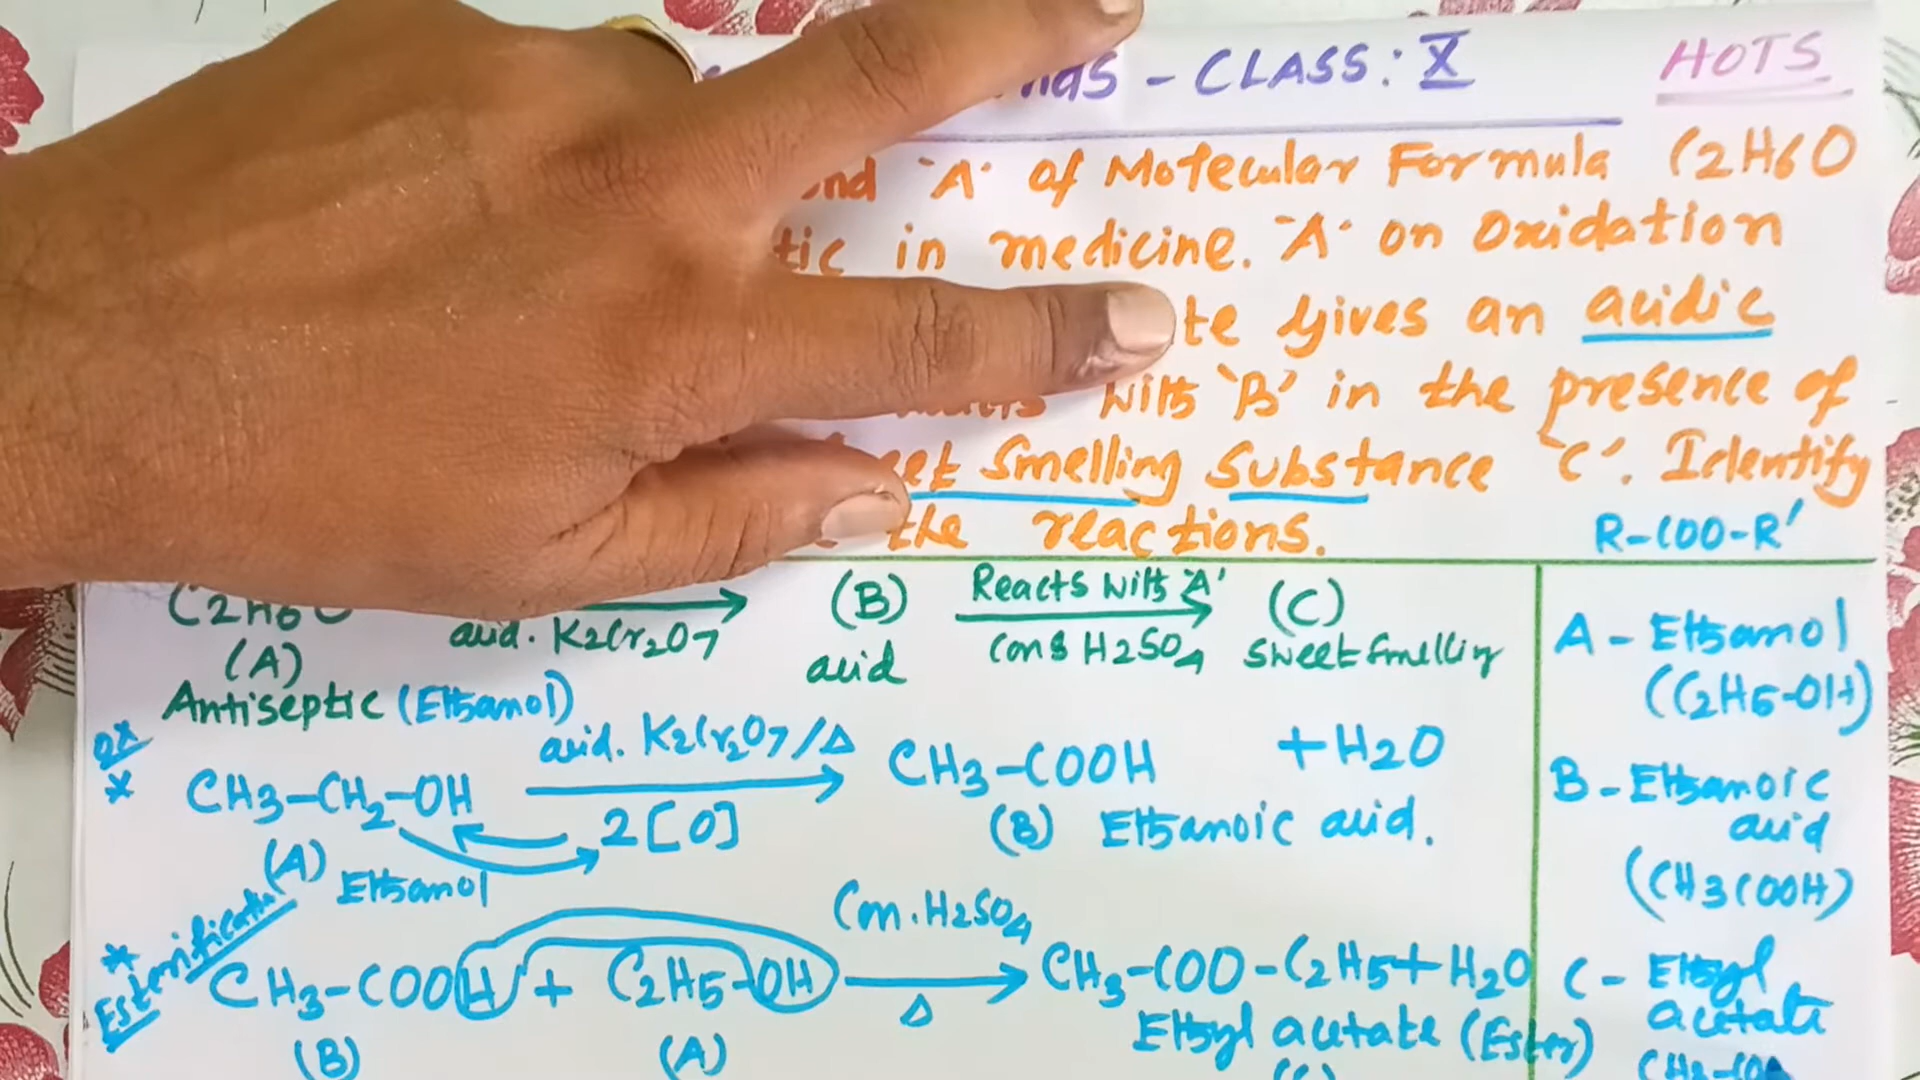 - CLASS: X HOTS
'A' of Molecular Formula C2H6O
in medicine. 'A' on Oxidation
gives an acidic
with 'B' in the presence of
Smelling Substance 'C'. Identify
the reactions. R-COO-R'
C2H6O (B) Reacts with 'A' (C)
acid. K2Cr2O7 Con$ H2SO4
(A) acid Sweet Smelling
Antiseptic (Ethanol)
OX
* CH3-CH2-OH acid. K2Cr2O7/Δ CH3-COOH +H2O
2[O]
(A) Ethanol (B) Ethanoic acid.
* Esterification
CH3-COOH + C2H5-OH Con. H2SO4 CH3-COO-C2H5+H2O
Δ
(B) (A) Ethyl acetate (Ester)
A - Ethanol
(C2H5-OH)
B - Ethanoic
acid
(CH3COOH)
C - Ethyl
acetate